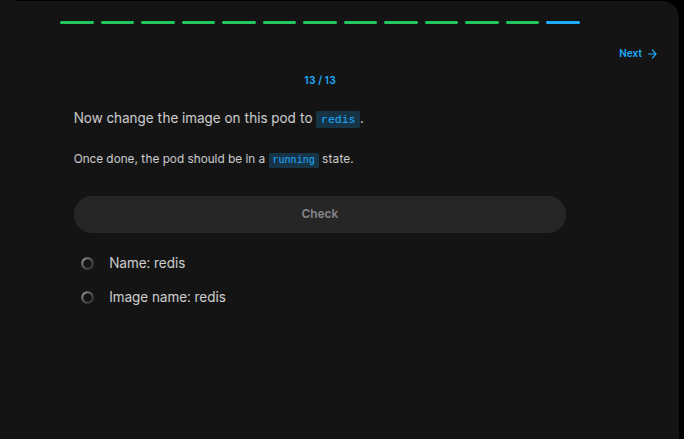 Next →
13 / 13
Now change the image on this pod to redis.
Once done, the pod should be in a running state.
Check
Name: redis
Image name: redis